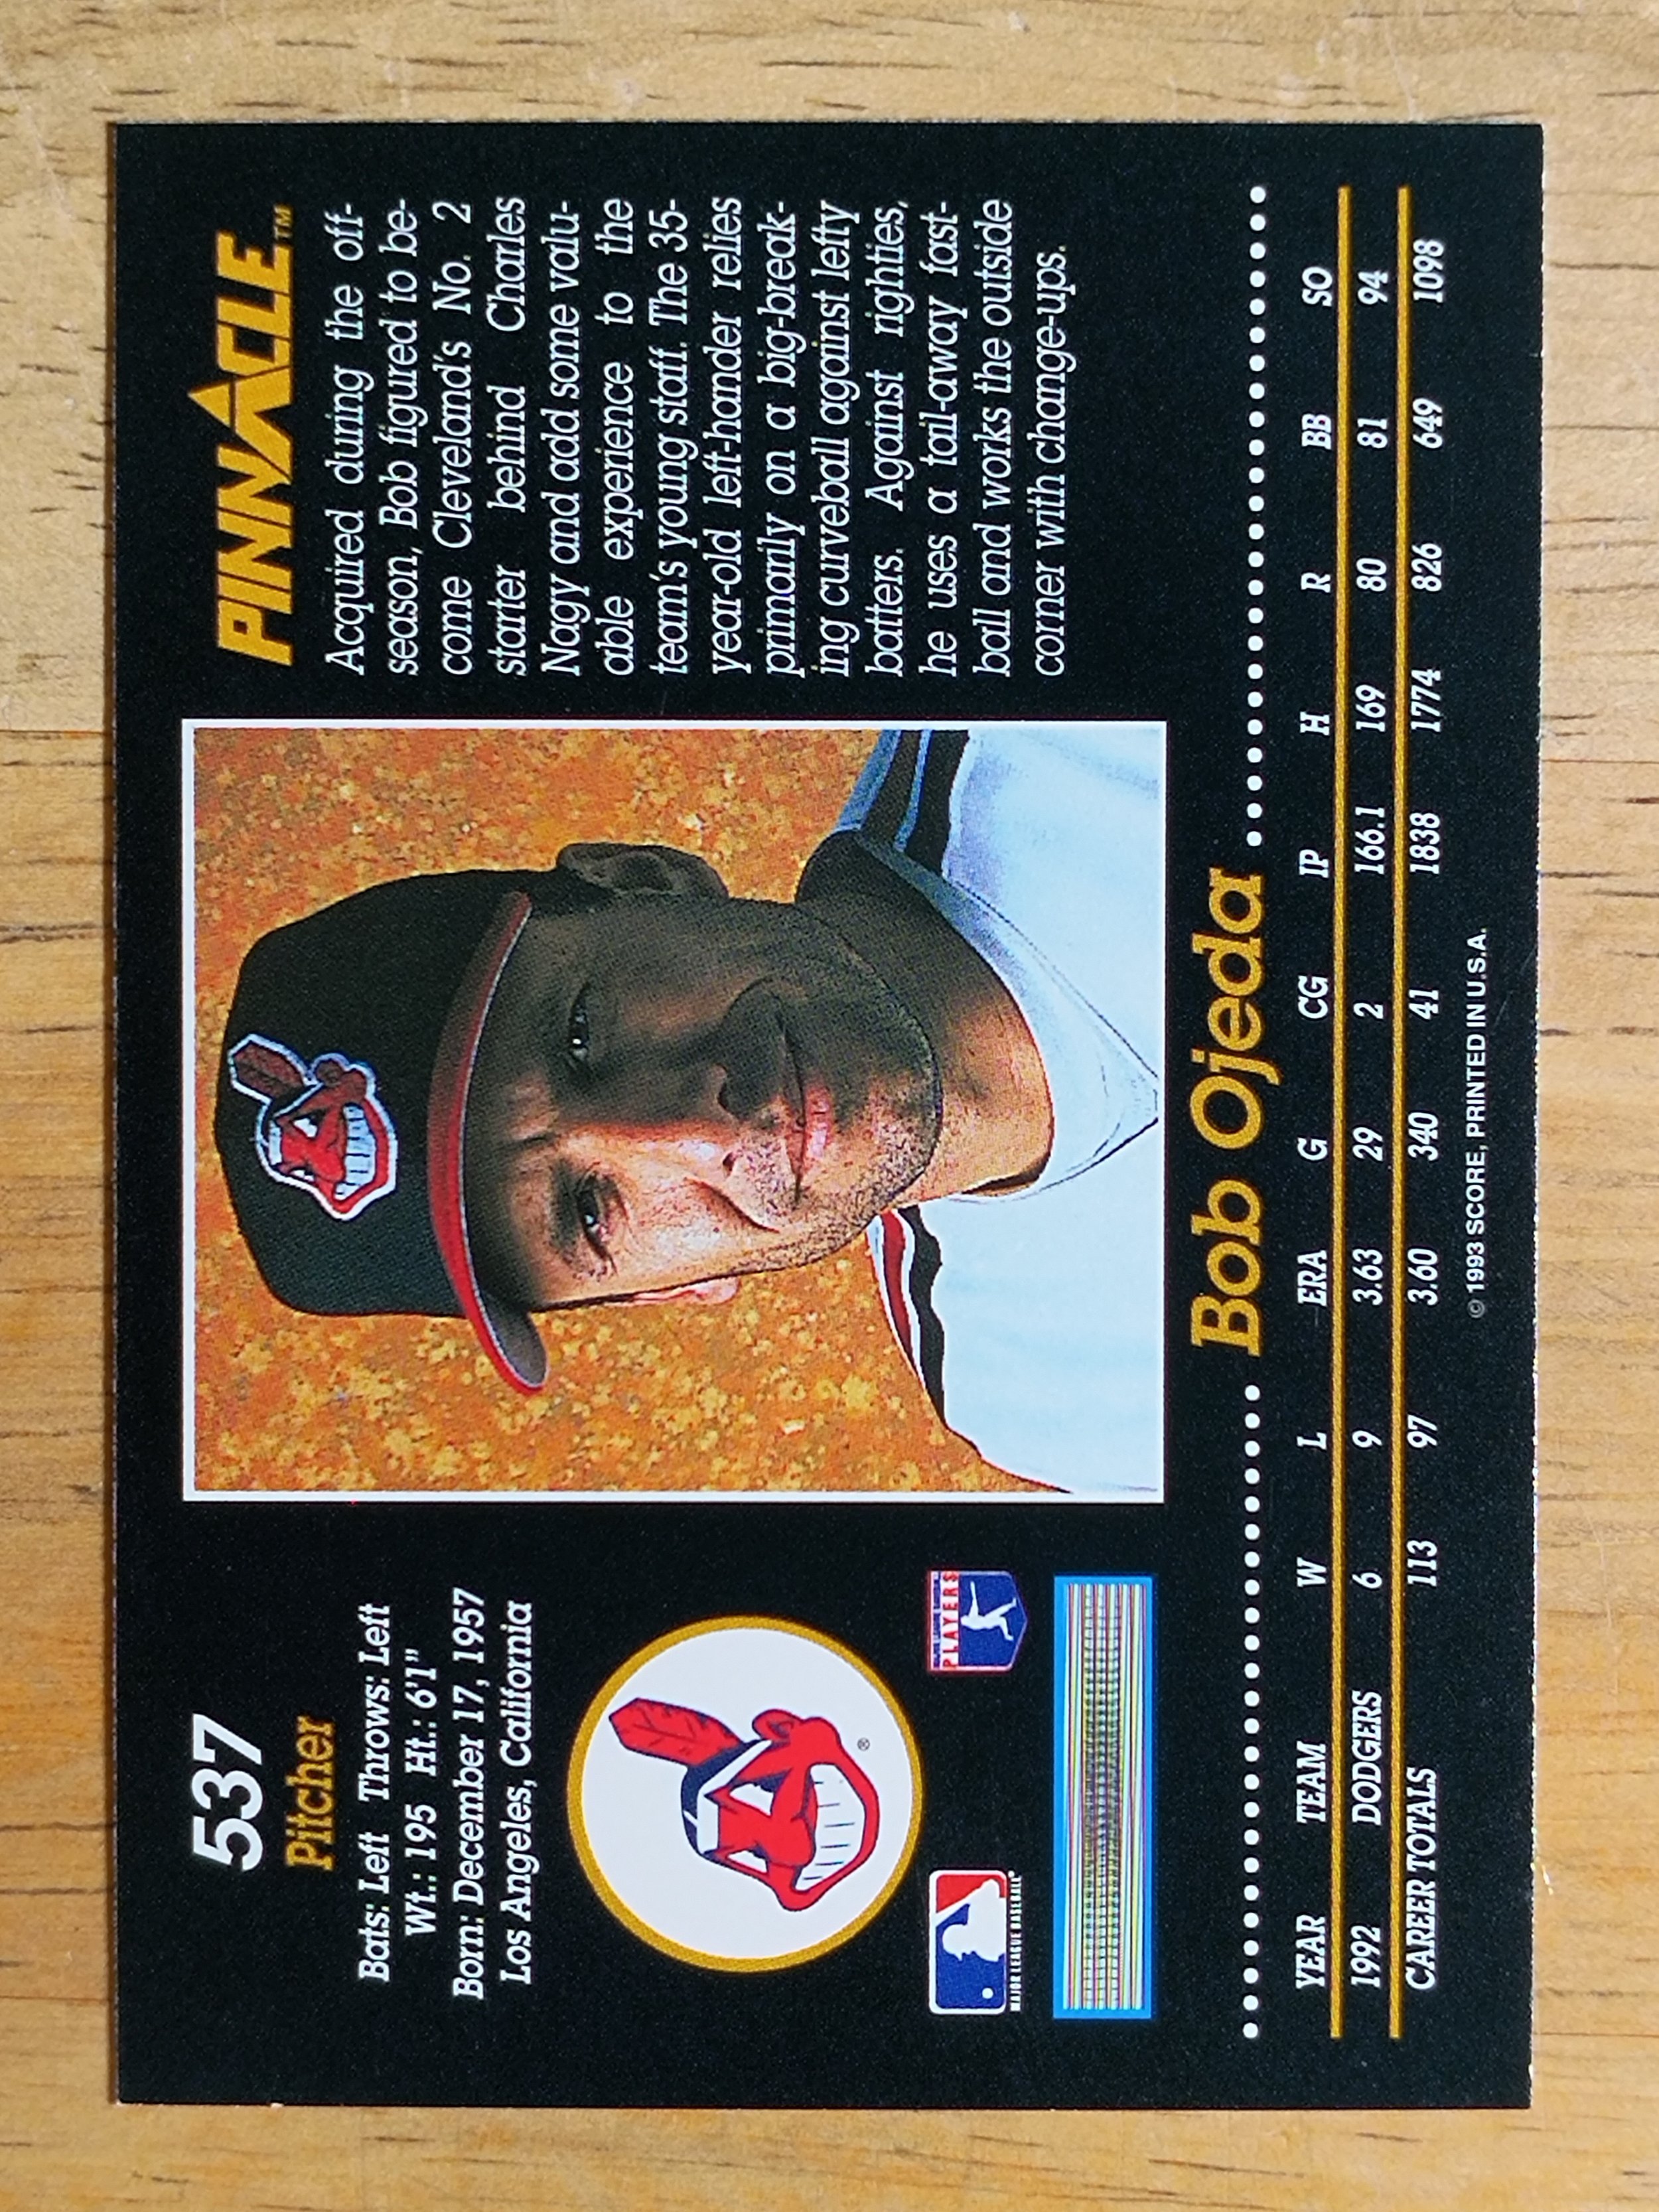 537
Pitcher
Bats: Left Throws: Left
Wt.: 195 Ht.: 6'1"
Born: December 17, 1957
Los Angeles, California
®
MAJOR LEAGUE BASEBALL
PLAYERS
PINNACLE™
Acquired during the off-
season, Bob figured to be-
come Cleveland's No. 2
starter behind Charles
Nagy and add some valu-
able experience to the
team's young staff. The 35-
year-old left-hander relies
primarily on a big-break-
ing curveball against lefty
batters. Against righties,
he uses a tail-away fast-
ball and works the outside
corner with change-ups.
Bob Ojeda
YEAR TEAM W L ERA G CG IP H R BB SO
1992 DODGERS 6 9 3.63 29 2 166.1 169 80 81 94
CAREER TOTALS 113 97 3.60 340 41 1838 1774 826 649 1098
© 1993 SCORE, PRINTED IN U.S.A.